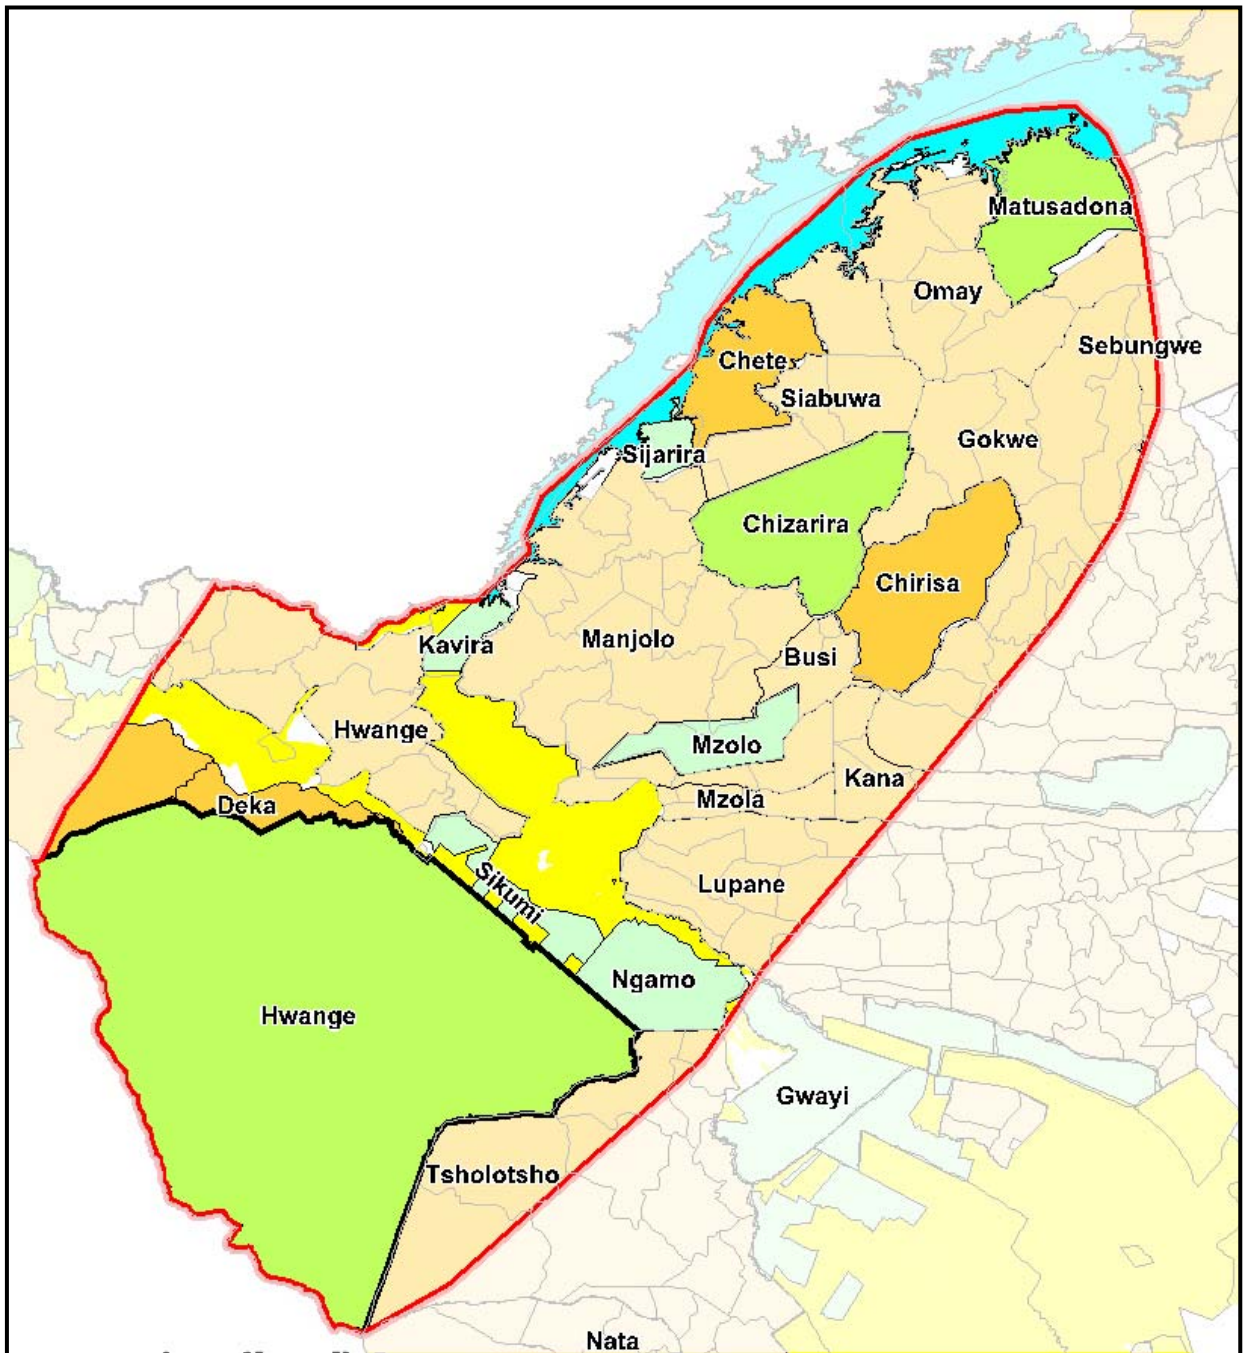 Matusadona
Omay
Sebungwe
Chete
Siabuwa
Gokwe
Sijarira
Chizarira
Chirisa
Kavira
Manjolo
Busi
Hwange
Mzolo
Kana
Mzola
Deka
Lupane
Sikumi
Ngamo
Hwange
Gwayi
Tsholotsho
Nata